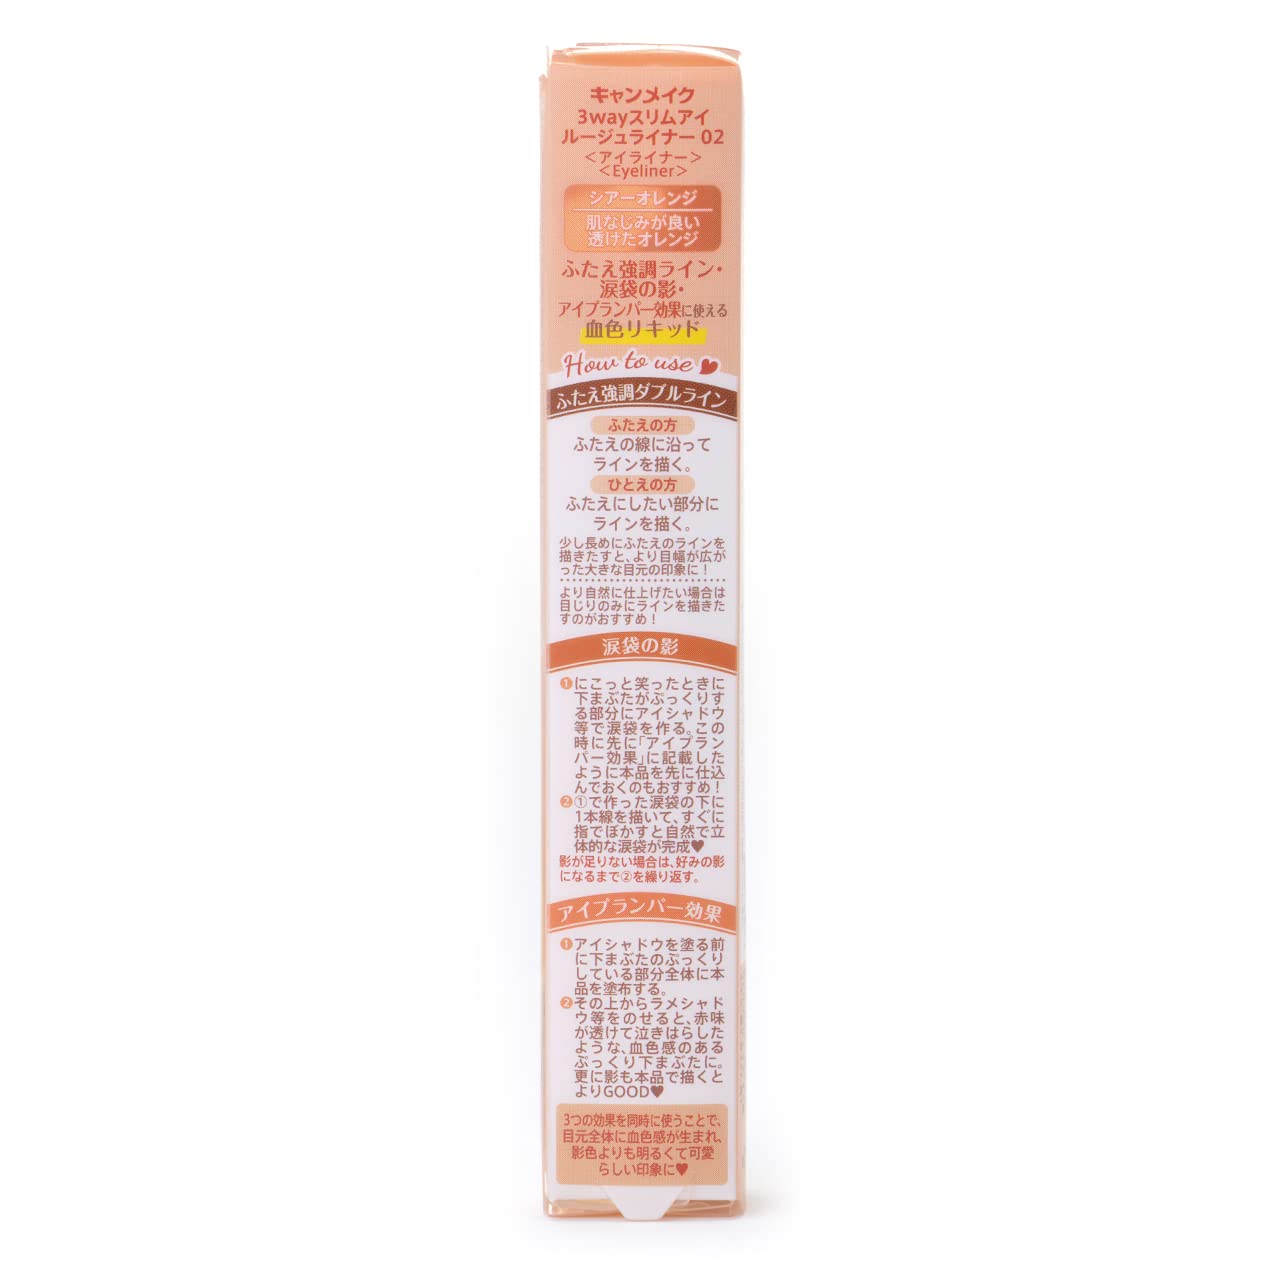 キャンメイク
3wayスリムアイ
ルージュライナー 02
＜アイライナー＞
＜Eyeliner＞
シアーオレンジ
肌なじみが良い
透けたオレンジ
ふたえ強調ライン・
涙袋の影・
アイプランパー効果に使える
血色リキッド
How to use ♥
ふたえ強調ダブルライン
ふたえの方
ふたえの線に沿って
ラインを描く。
ひとえの方
ふたえにしたい部分に
ラインを描く。
少し長めにふたえのラインを
描きたすと、より目幅が広が
った大きな目元の印象に！
より自然に仕上げたい場合は
目じりのみにラインを描きた
すのがおすすめ！
涙袋の影
❶にこっと笑ったときに
下まぶたがぷっくりす
る部分にアイシャドウ
等で涙袋を作る。この
時に先に「アイプラン
パー効果」に記載した
ように本品を先に仕込
んでおくのもおすすめ！
❷①で作った涙袋の下に
1本線を描いて、すぐに
指でぼかすと自然で立
体的な涙袋が完成♥
影が足りない場合は、好みの影
になるまで②を繰り返す。
アイプランパー効果
❶アイシャドウを塗る前
に下まぶたのぷっくり
している部分全体に本
品を塗布する。
❷その上からラメシャド
ウ等をのせると、赤味
が透けて泣きはらした
ような、血色感のある
ぷっくり下まぶたに。
更に影も本品で描くと
よりGOOD♥
3つの効果を同時に使うことで、
目元全体に血色感が生まれ、
影色よりも明るくて可愛
らしい印象に♥